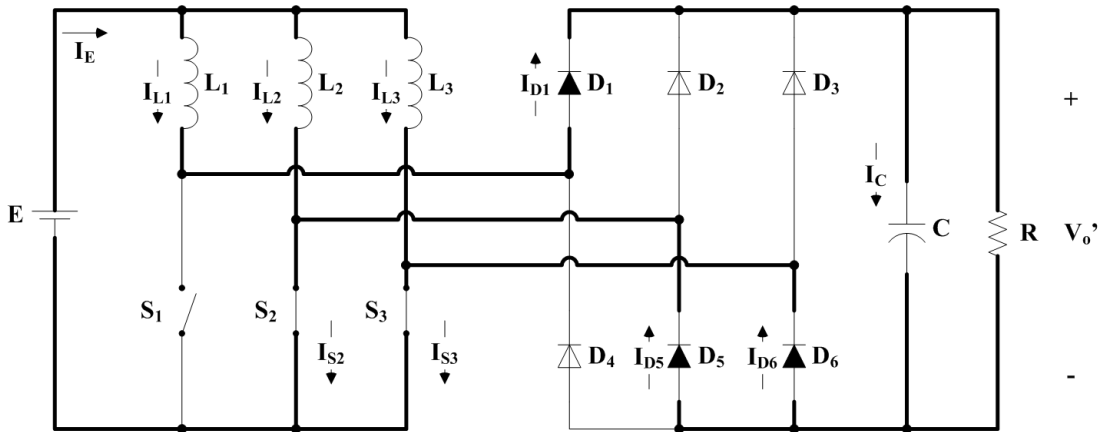 I_E
I_L1 L_1 I_L2 L_2 I_L3 L_3 I_D1 D_1 D_2 D_3
+
I_C
E C R V_o'
S_1 S_2 S_3
I_S2 I_S3 D_4 I_D5 D_5 I_D6 D_6
-